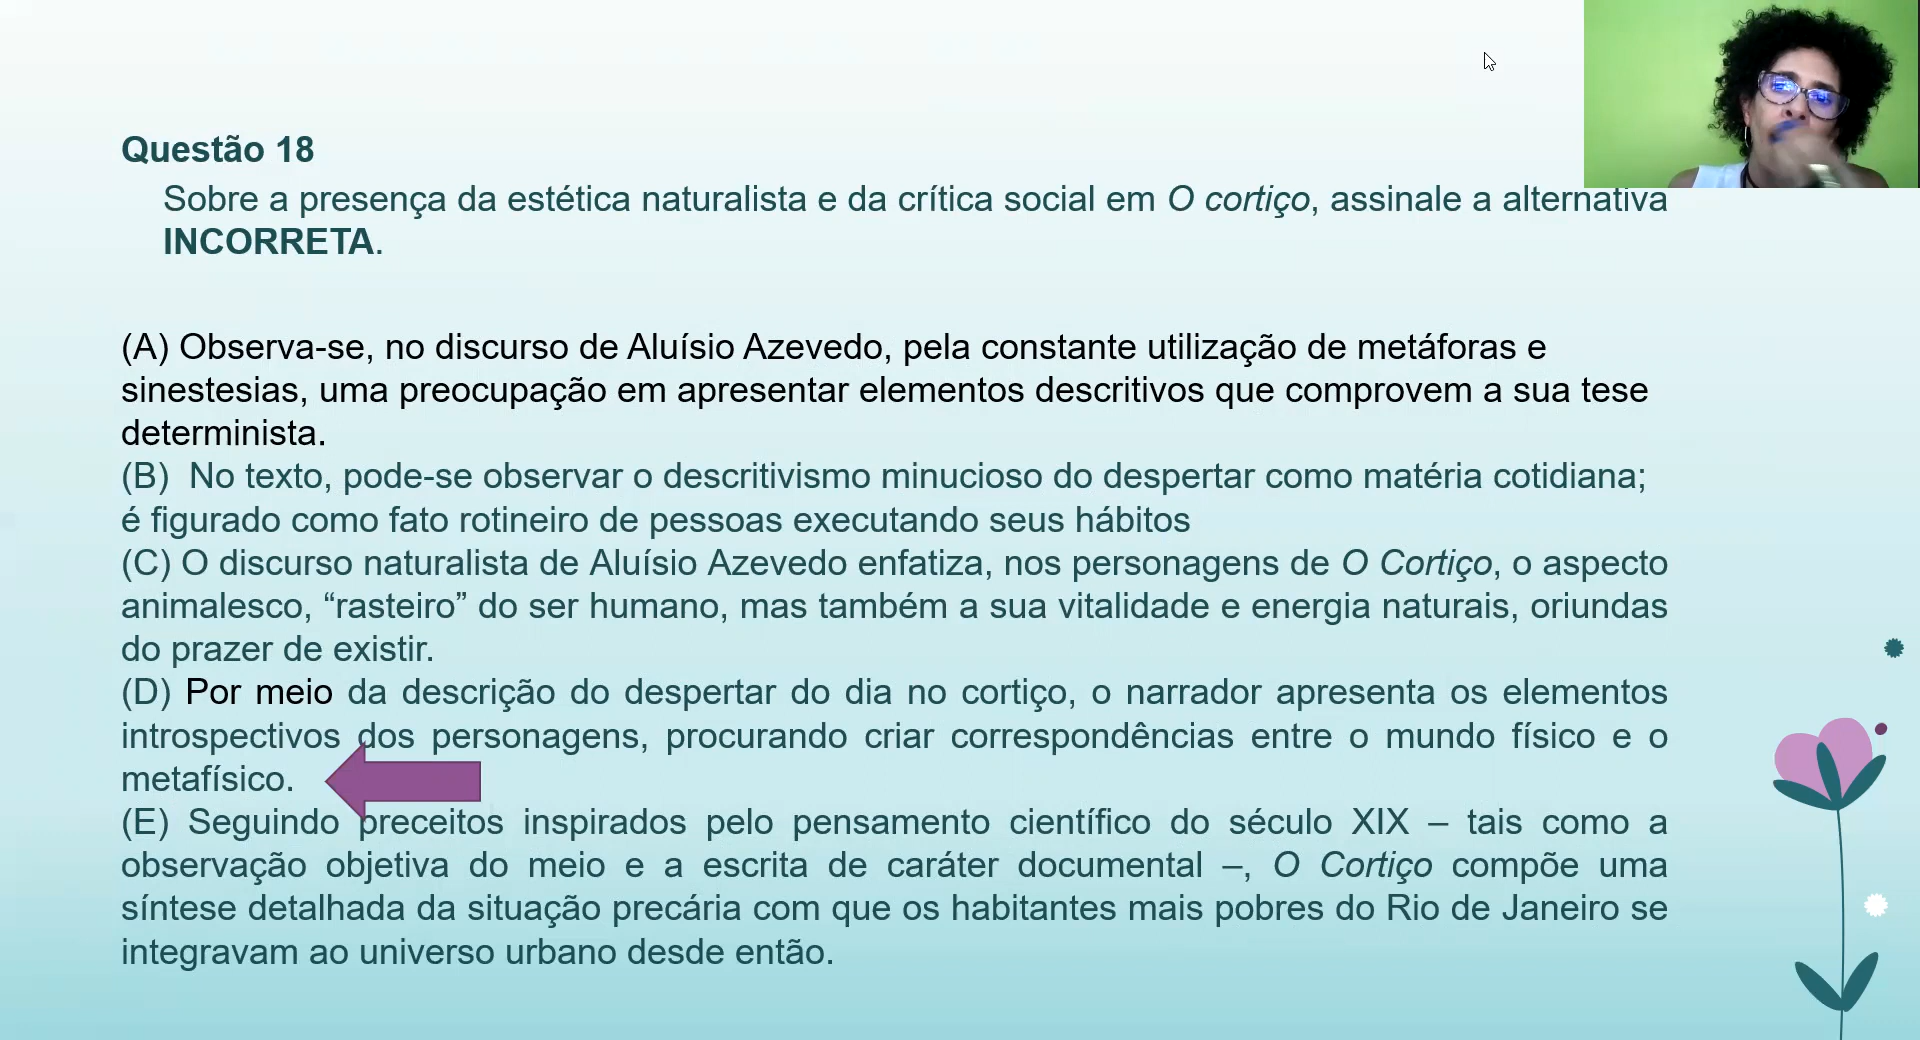 Questão 18
Sobre a presença da estética naturalista e da crítica social em O cortiço, assinale a alternativa
INCORRETA.
(A) Observa-se, no discurso de Aluísio Azevedo, pela constante utilização de metáforas e
sinestesias, uma preocupação em apresentar elementos descritivos que comprovem a sua tese
determinista.
(B) No texto, pode-se observar o descritivismo minucioso do despertar como matéria cotidiana;
é figurado como fato rotineiro de pessoas executando seus hábitos
(C) O discurso naturalista de Aluísio Azevedo enfatiza, nos personagens de O Cortiço, o aspecto
animalesco, “rasteiro” do ser humano, mas também a sua vitalidade e energia naturais, oriundas
do prazer de existir.
(D) Por meio da descrição do despertar do dia no cortiço, o narrador apresenta os elementos
introspectivos dos personagens, procurando criar correspondências entre o mundo físico e o
metafísico.
(E) Seguindo preceitos inspirados pelo pensamento científico do século XIX – tais como a
observação objetiva do meio e a escrita de caráter documental –, O Cortiço compõe uma
síntese detalhada da situação precária com que os habitantes mais pobres do Rio de Janeiro se
integravam ao universo urbano desde então.